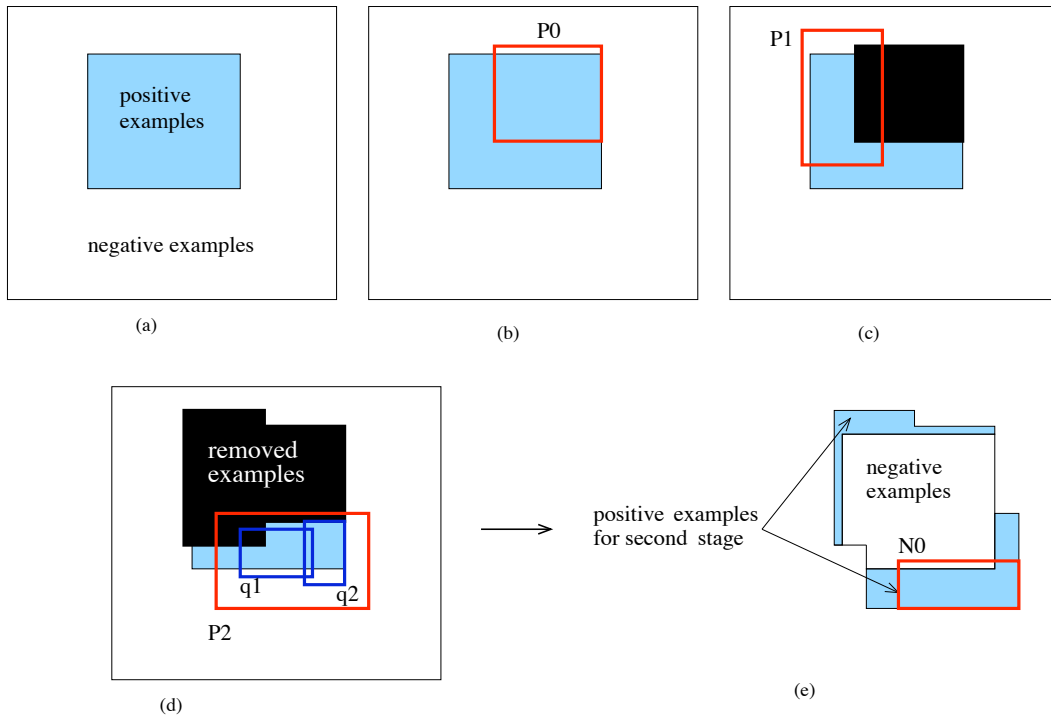 P0
P1
positive
examples
negative examples
(a)
(b)
(c)
removed
examples
q1
q2
P2
(d)
positive examples
for second stage
negative
examples
N0
(e)